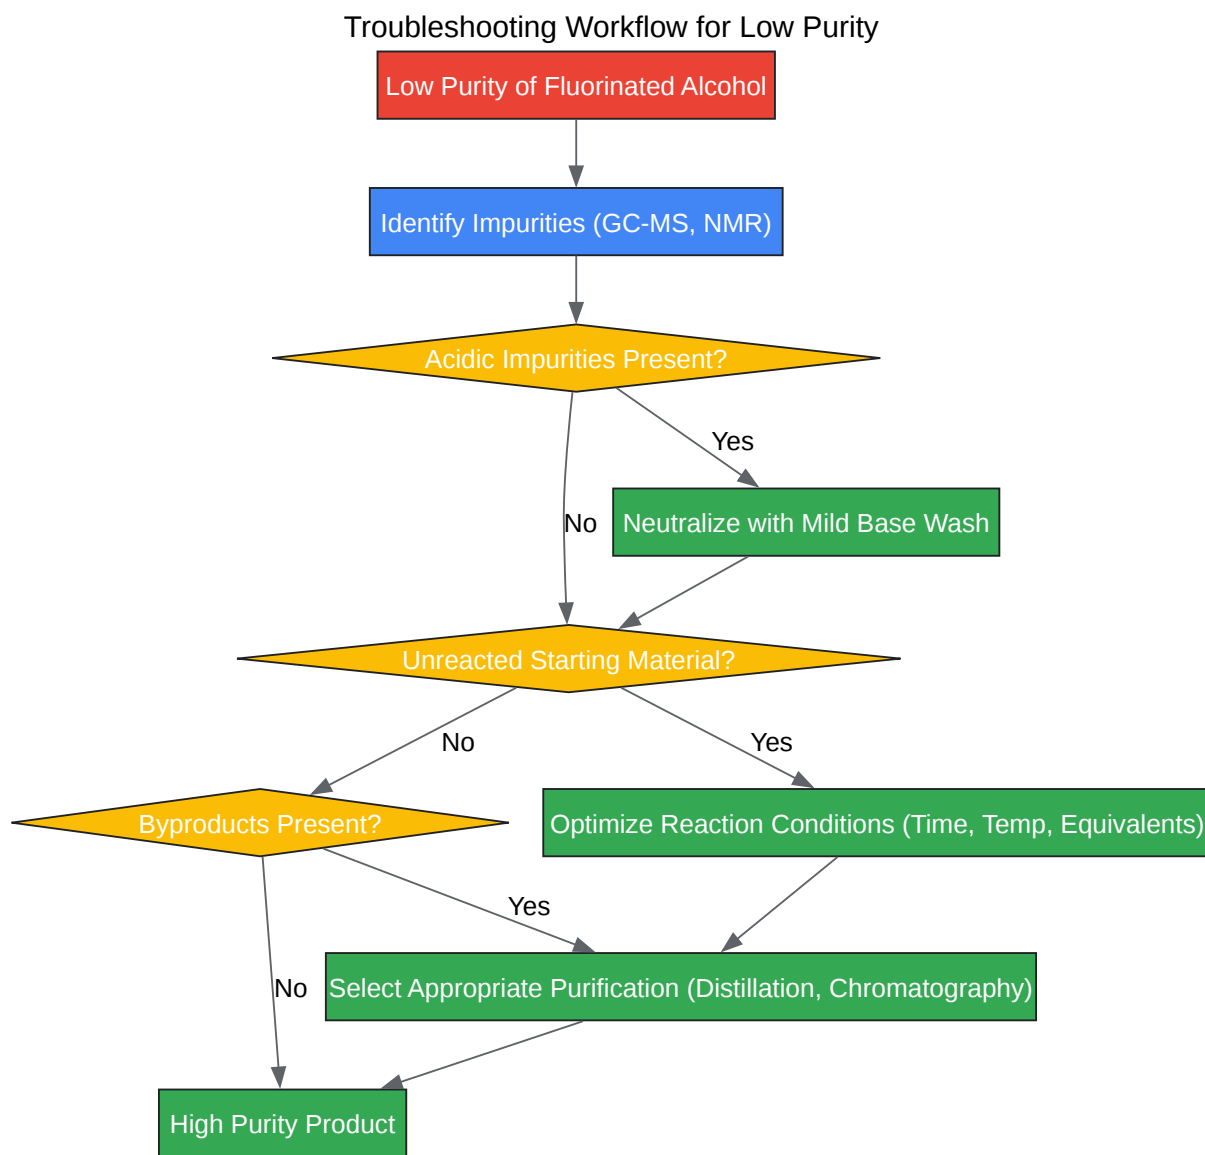 Troubleshooting Workflow for Low Purity
Low Purity of Fluorinated Alcohol
Identify Impurities (GC-MS, NMR)
Acidic Impurities Present?
Yes
No
Neutralize with Mild Base Wash
Unreacted Starting Material?
No
Yes
Byproducts Present?
Optimize Reaction Conditions (Time, Temp, Equivalents)
Yes
No
Select Appropriate Purification (Distillation, Chromatography)
High Purity Product